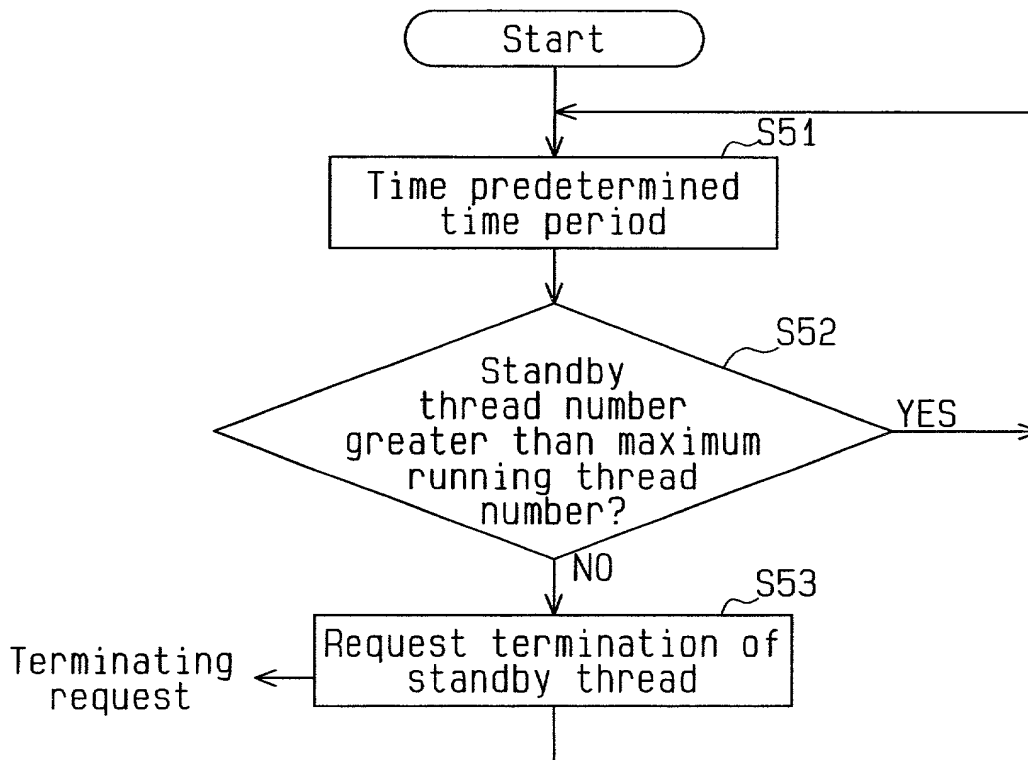 Start
S51
Time predetermined
time period
S52
Standby
thread number
greater than maximum
running thread
number?
YES
NO
S53
Request termination of
standby thread
Terminating
request